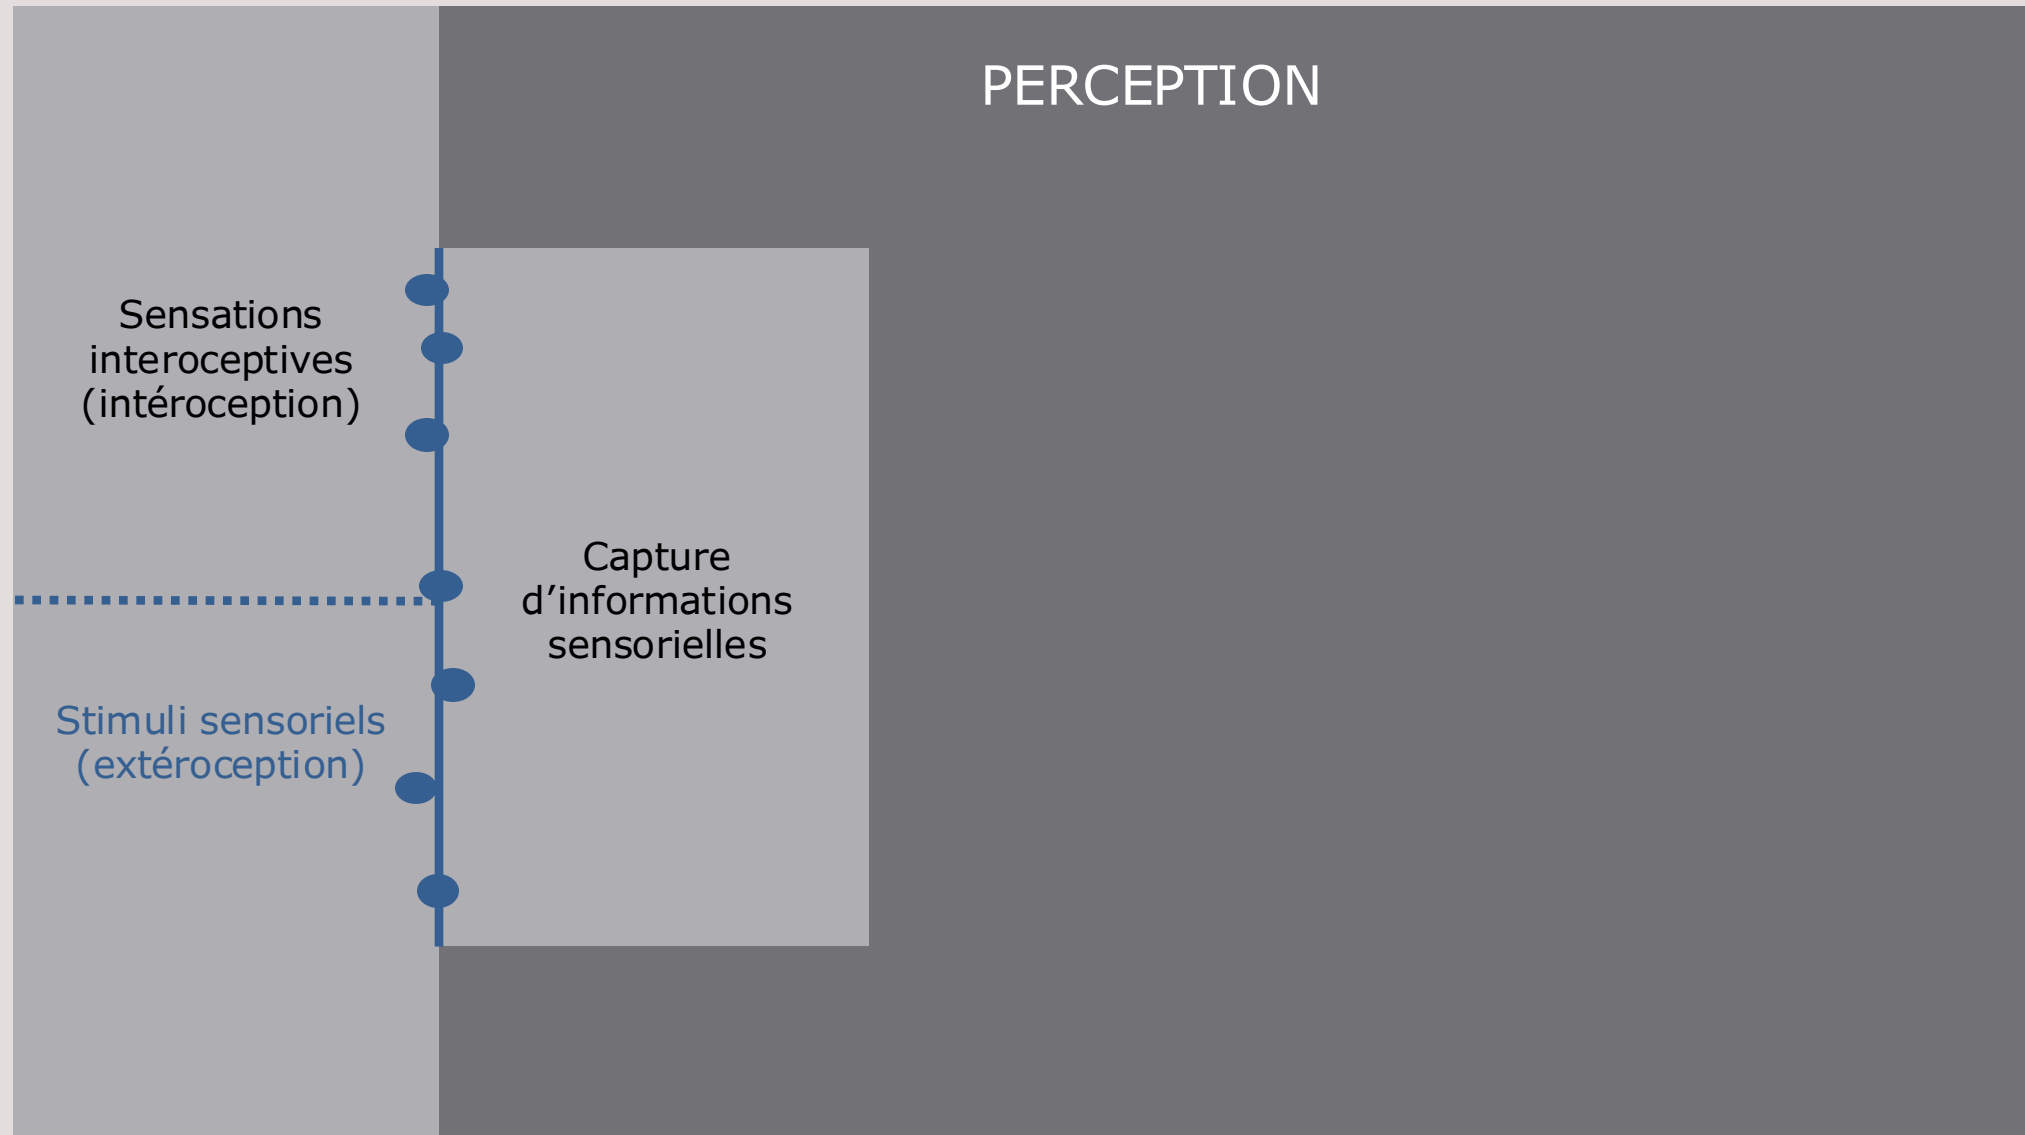 PERCEPTION
Sensations
interoceptives
(intéroception)
Capture
d’informations
sensorielles
Stimuli sensoriels
(extéroception)